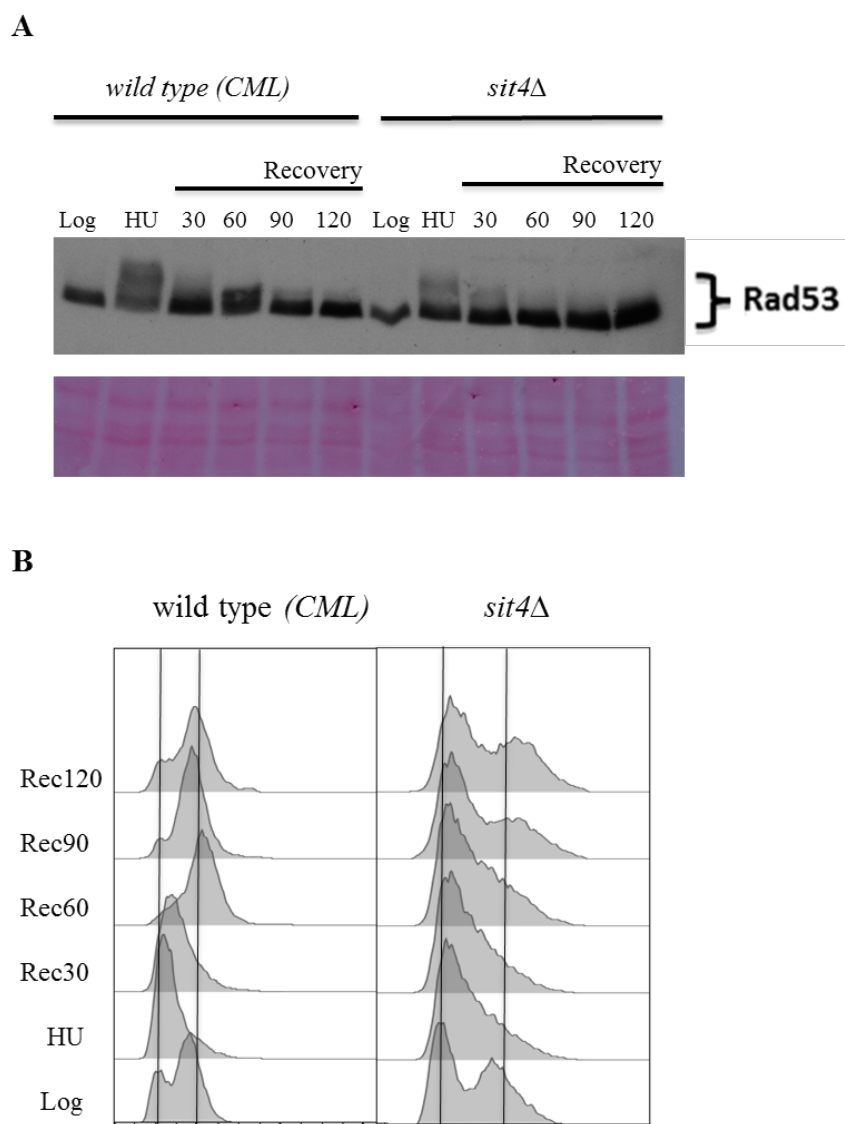 A
wild type (CML) sit4Δ
Recovery Recovery
Log HU 30 60 90 120 Log HU 30 60 90 120
Rad53
B
wild type (CML) sit4Δ
Rec120
Rec90
Rec60
Rec30
HU
Log